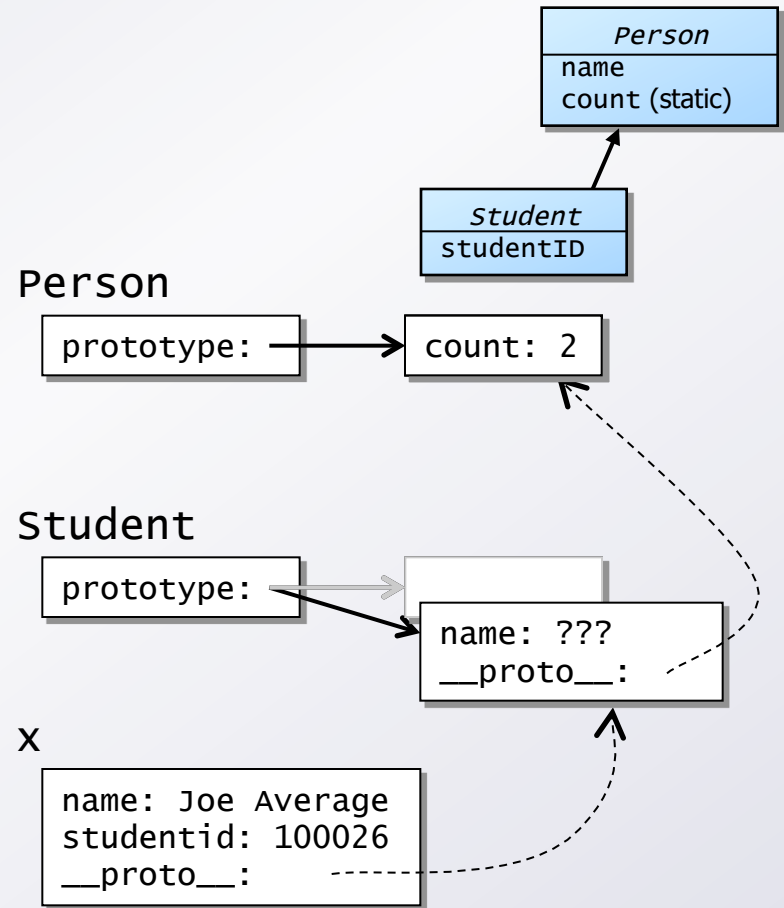 Person
name
count (static)
Student
studentID
Person
prototype:
count: 2
Student
prototype:
name: ???
__proto__:
x
name: Joe Average
studentid: 100026
__proto__: